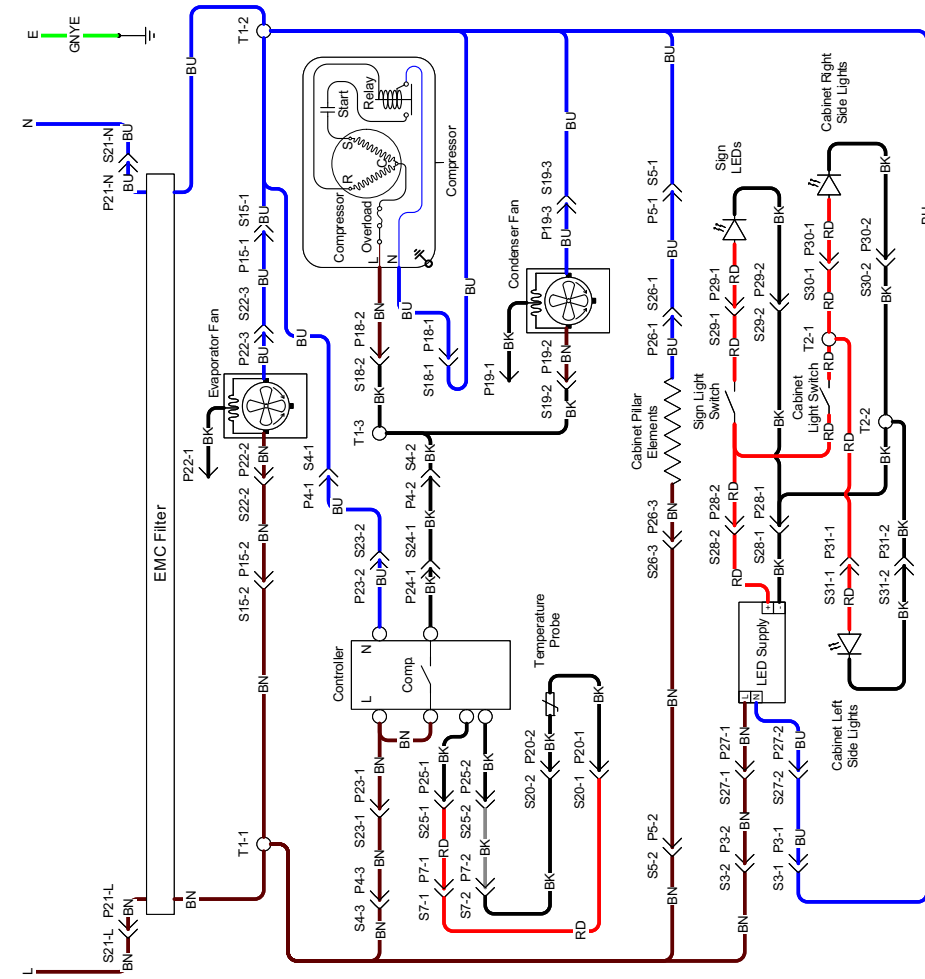 L
N
E
GNYE
S21-L P21-L
BN BN
P21-N S21-N
BU BU
EMC Filter
BN
BU
T1-1
T1-2
S15-2 P15-2
S22-2 P22-2
P22-3 S22-3
P15-1 S15-1
BN BN BN
BU BU BU BU
P22-1
BK
Evaporator Fan
BU
P4-1 S4-1
BU
Compressor
Overload
L
N
R
S
C
Start
Relay
Compressor
Controller
L
N
Comp
S4-3 P4-3
S23-1 P23-1
BN BN BN
BN
P23-2 S23-2
BU
T1-3
S18-2 P18-2
BK BN
S18-1 P18-1
BU
BU
P24-1 S24-1
P4-2 S4-2
BK BK BK
S7-1 P7-1
S25-1 P25-1
RD BK
S7-2 P7-2
S25-2 P25-2
BK BK
P19-1
BK
Condenser Fan
S19-2 P19-2
BK BN
P19-3 S19-3
BU BU
Temperature
Probe
S20-2 P20-2
BK BK
S20-1 P20-1
RD BK
Cabinet Pillar
Elements
S5-2 P5-2
BN BN
S26-3 P26-3
BN
P26-1 S26-1
BU BU
P5-1 S5-1
BU
Sign Light
Switch
Sign
LEDs
S28-2 P28-2
RD RD
S29-1 P29-1
RD RD
LED Supply
L
N
+
-
S3-2 P3-2
S27-1 P27-1
BN BN BN
S28-1 P28-1
BK BK
S29-2 P29-2
BK
S3-1 P3-1
S27-2 P27-2
BU BU
Cabinet
Light Switch
T2-1
RD RD
S30-1 P30-1
RD RD
Cabinet Right
Side Lights
Cabinet Left
Side Lights
S31-1 P31-1
RD RD
S31-2 P31-2
BK BK
T2-2
BK BK
S30-2 P30-2
BK
BU